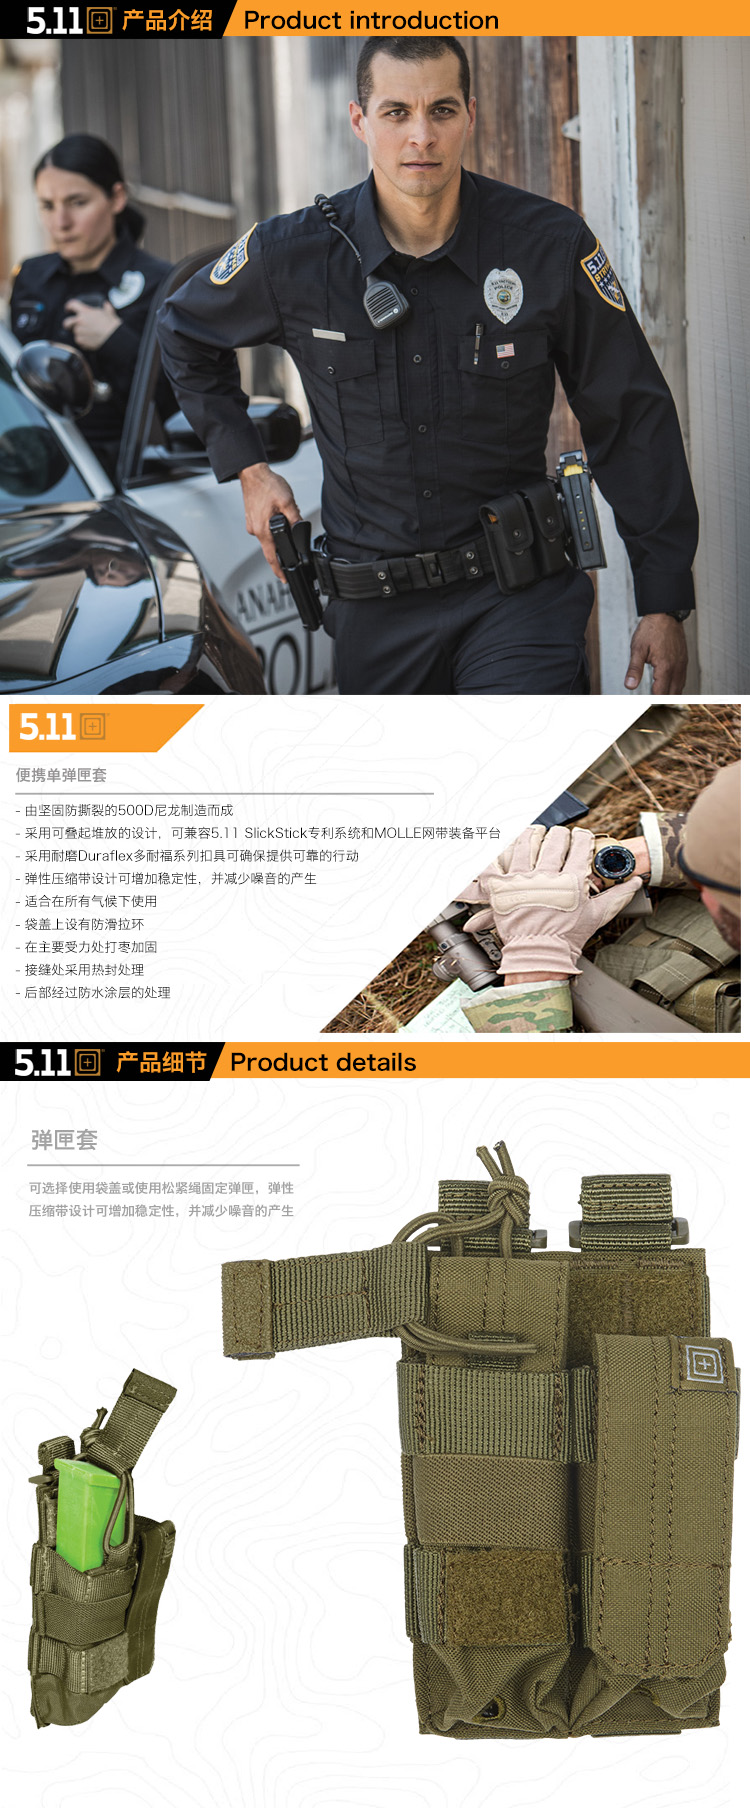 5.11 产品介绍 Product introduction
5.11
STRYKE
POLICE
ANAH
POLI
5.11
便携单弹匣套
- 由坚固防撕裂的500D尼龙制造而成
- 采用可叠起堆放的设计，可兼容5.11 SlickStick专利系统和MOLLE网带装备平台
- 采用耐磨Duraflex多耐福系列扣具可确保提供可靠的行动
- 弹性压缩带设计可增加稳定性，并减少噪音的产生
- 适合在所有气候下使用
- 袋盖上设有防滑拉环
- 在主要受力处打枣加固
- 接缝处采用热封处理
- 后部经过防水涂层的处理
5.11 产品细节 Product details
弹匣套
可选择使用袋盖或使用松紧绳固定弹匣，弹性
压缩带设计可增加稳定性，并减少噪音的产生